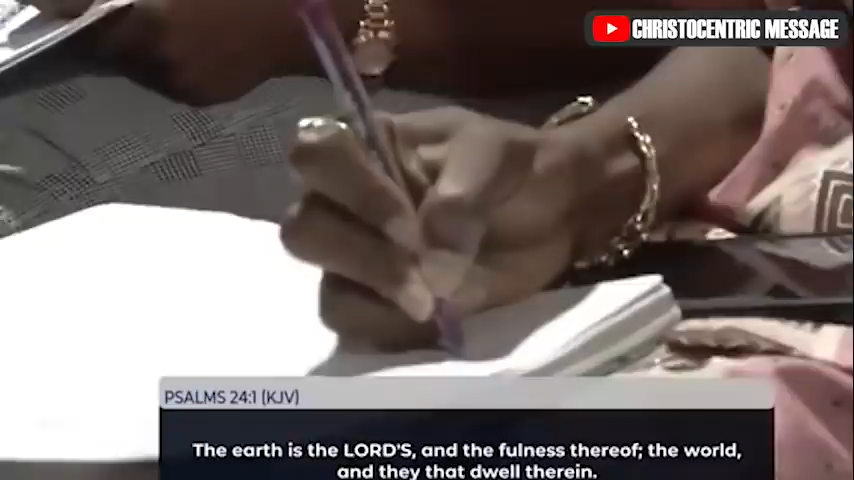 CHRISTOCENTRIC MESSAGE
PSALMS 24:1 (KJV)
The earth is the LORD'S, and the fulness thereof; the world,
and they that dwell therein.